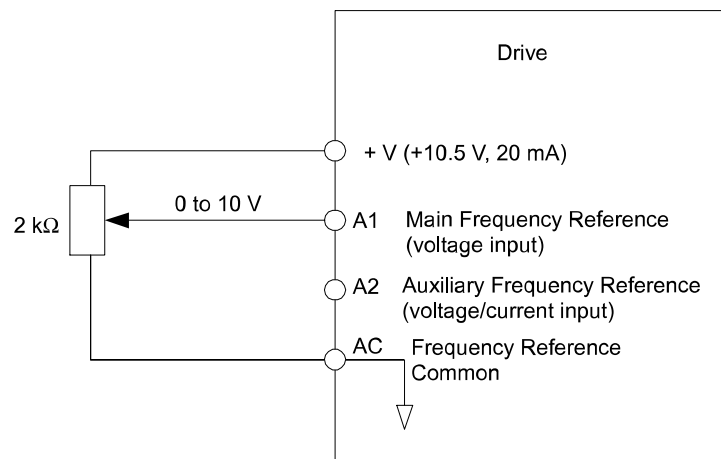 Drive
+ V (+10.5 V, 20 mA)
0 to 10 V
2 kΩ
A1 Main Frequency Reference
(voltage input)
A2 Auxiliary Frequency Reference
(voltage/current input)
AC Frequency Reference
Common